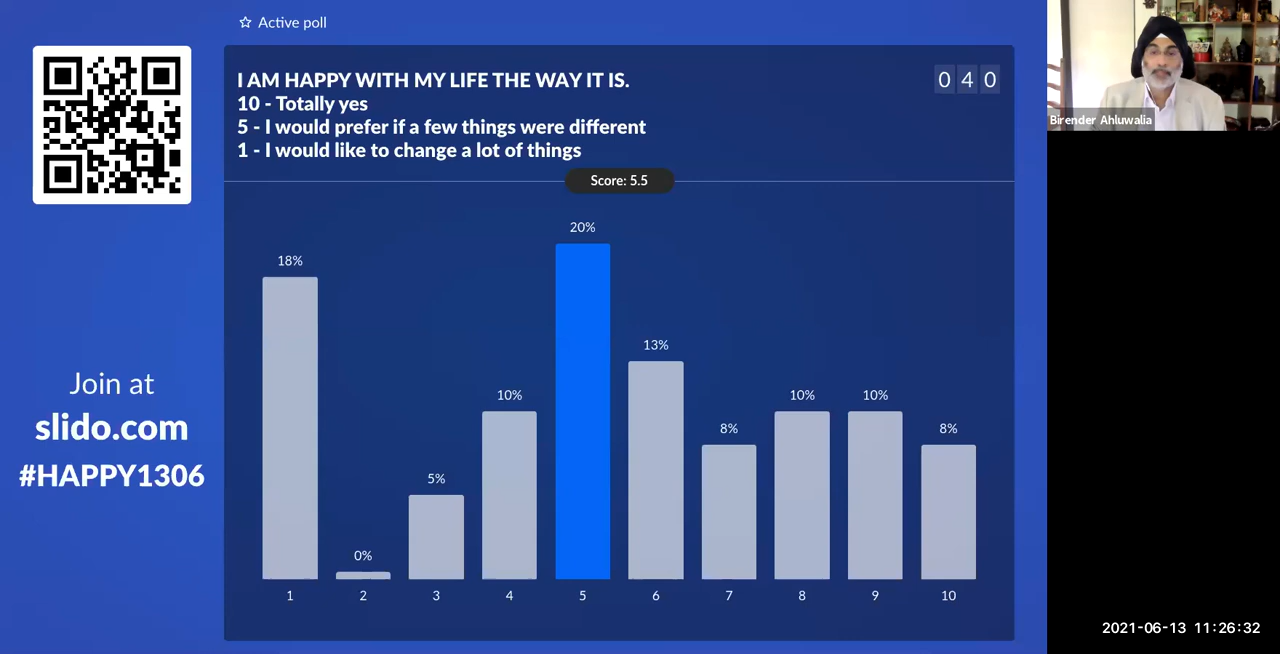 Active poll
I AM HAPPY WITH MY LIFE THE WAY IT IS.
10 - Totally yes
5 - I would prefer if a few things were different
1 - I would like to change a lot of things
0 4 0
Score: 5.5
18%
0%
5%
10%
20%
13%
8%
10%
10%
8%
1 2 3 4 5 6 7 8 9 10
Join at
slido.com
#HAPPY1306
Birender Ahluwalia
2021-06-13 11:26:32